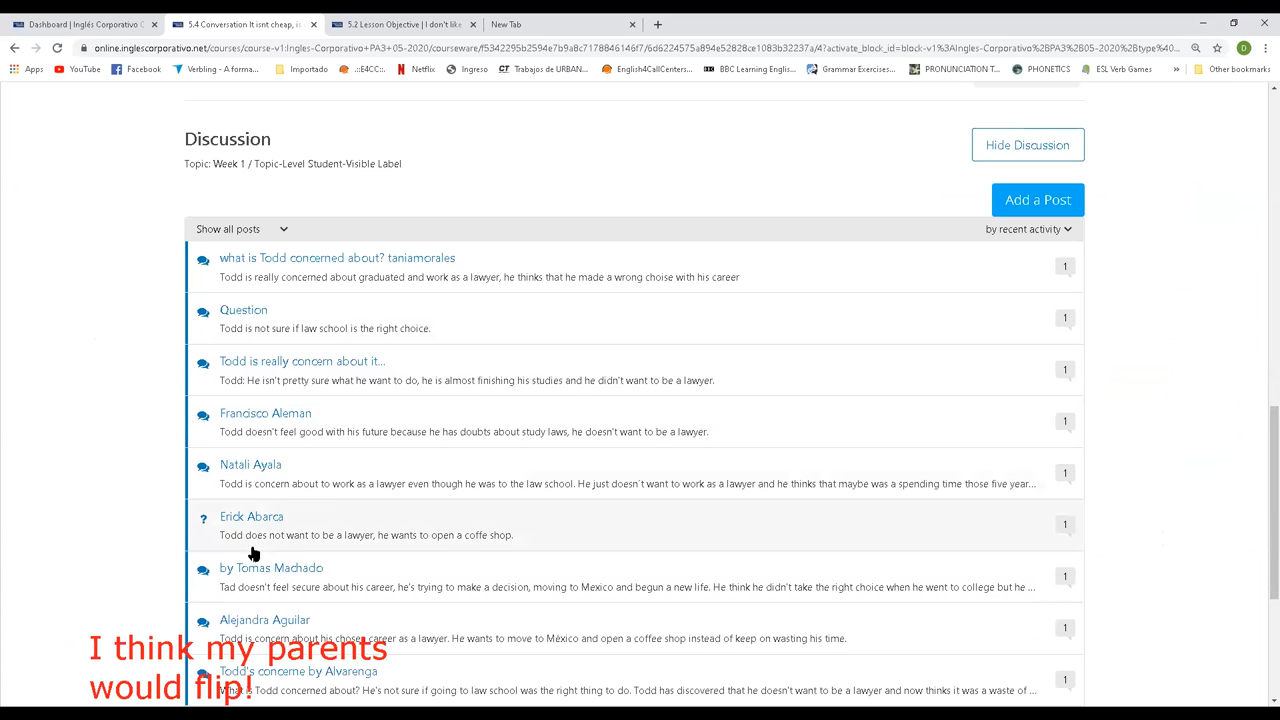 Dashboard | Inglés Corporativo C
5.4 Conversation It isnt cheap, is
5.2 Lesson Objective | I don't like
New Tab
online.inglescorporativo.net/courses/course-v1:Ingles-Corporativo+PA3+05-2020/courseware/f5342295b2594e7b9a8c7178846146f7/6d6224575a894e52828ce1083b32237a/4?activate_block_id=block-v1%3AIngles-Corporativo%2BPA3%2B05-2020%2Btype%40...
Apps
YouTube
Facebook
Verbling - A forma...
Importado
.::E4CC::.
Netflix
Ingreso
Trabajos de URBAN...
English4CallCenters...
BBC Learning Englis...
Grammar Exercises...
PRONUNCIATION T...
PHONETICS
ESL Verb Games
»
Other bookmarks
Discussion
Hide Discussion
Topic: Week 1 / Topic-Level Student-Visible Label
Add a Post
Show all posts
by recent activity
what is Todd concerned about? taniamorales
Todd is really concerned about graduated and work as a lawyer, he thinks that he made a wrong choise with his career
1
Question
Todd is not sure if law school is the right choice.
1
Todd is really concern about it...
Todd: He isn't pretty sure what he want to do, he is almost finishing his studies and he didn't want to be a lawyer.
1
Francisco Aleman
Todd doesn't feel good with his future because he has doubts about study laws, he doesn't want to be a lawyer.
1
Natali Ayala
Todd is concern about to work as a lawyer even though he was to the law school. He just doesn´t want to work as a lawyer and he thinks that maybe was a spending time those five year...
1
Erick Abarca
Todd does not want to be a lawyer, he wants to open a coffe shop.
1
by Tomas Machado
Tad doesn't feel secure about his career, he's trying to make a decision, moving to Mexico and begun a new life. He think he didn't take the right choice when he went to college but he ...
1
Alejandra Aguilar
Todd is concern about his chosen career as a lawyer. He wants to move to México and open a coffee shop instead of keep on wasting his time.
1
Todd's concerne by Alvarenga
What is Todd concerned about? He's not sure if going to law school was the right thing to do. Todd has discovered that he doesn't want to be a lawyer and now thinks it was a waste of ...
1
I think my parents
would flip!